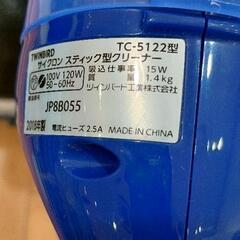 TWINBIRD TC-5122型
サイクロン スティック型クリーナー
100V 120W 吸込仕事率 15W
50-60Hz 質量 1.4kg
JP8B055 ツインバード工業株式会社
2018年製 電流ヒューズ 2.5A MADE IN CHINA